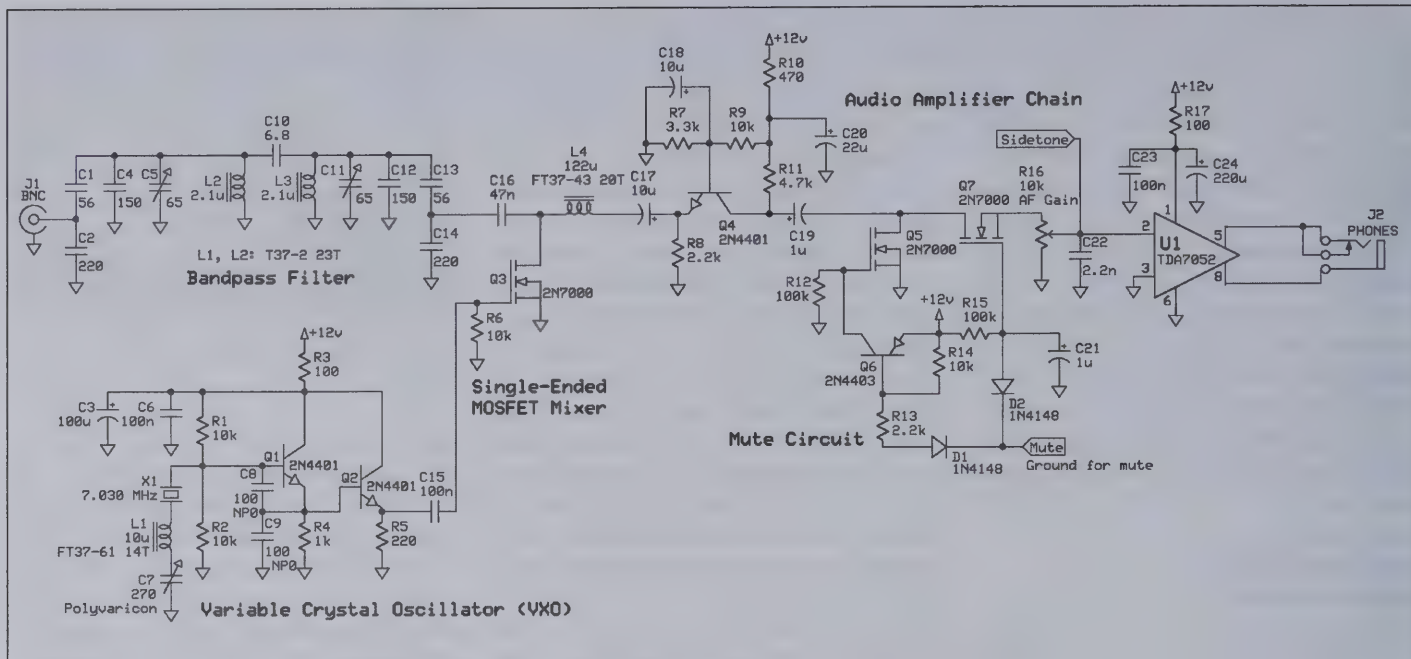 J1
BNC
C1
56
C2
220
C4
150
C5
65
L2
2.1u
C10
6.8
L3
2.1u
C11
65
C12
150
C13
56
C14
220
L1, L2: T37-2 23T
Bandpass Filter
C16
47n
L4
122u
FT37-43 20T
C17
10u
Q3
2N7000
R6
10k
Single-Ended
MOSFET Mixer
C18
10u
R7
3.3k
R9
10k
+12v
R10
470
C20
22u
R11
4.7k
Q4
2N4401
R8
2.2k
C19
1u
Audio Amplifier Chain
Q5
2N7000
Q7
2N7000
R12
100k
+12v
R15
100k
R14
10k
Q6
2N4403
C21
1u
R13
2.2k
D2
1N4148
D1
1N4148
Mute
Ground for mute
Mute Circuit
Sidetone
R16
10k
AF Gain
C22
2.2n
+12v
R17
100
C23
100n
C24
220u
1
2
3
5
6
8
U1
TDA7052
J2
PHONES
+12v
R3
100
C3
100u
C6
100n
R1
10k
Q1
2N4401
Q2
2N4401
C15
100n
X1
7.030 MHz
L1
10u
FT37-61 14T
C7
270
Polyvaricon
R2
10k
C8
100
NP0
C9
100
NP0
R4
1k
R5
220
Variable Crystal Oscillator (VXO)